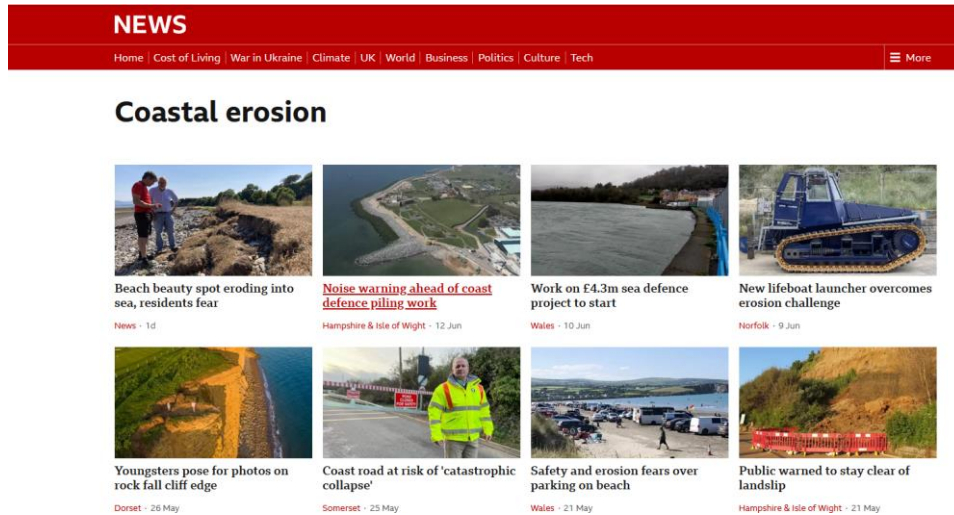 NEWS
Home | Cost of Living | War in Ukraine | Climate | UK | World | Business | Politics | Culture | Tech
More
Coastal erosion
Beach beauty spot eroding into
sea, residents fear
News · 1d
Noise warning ahead of coast
defence piling work
Hampshire & Isle of Wight · 12 Jun
Work on £4.3m sea defence
project to start
Wales · 10 Jun
New lifeboat launcher overcomes
erosion challenge
Norfolk · 9 Jun
Youngsters pose for photos on
rock fall cliff edge
Dorset · 26 May
Coast road at risk of 'catastrophic
collapse'
Somerset · 25 May
Safety and erosion fears over
parking on beach
Wales · 21 May
Public warned to stay clear of
landslip
Hampshire & Isle of Wight · 21 May